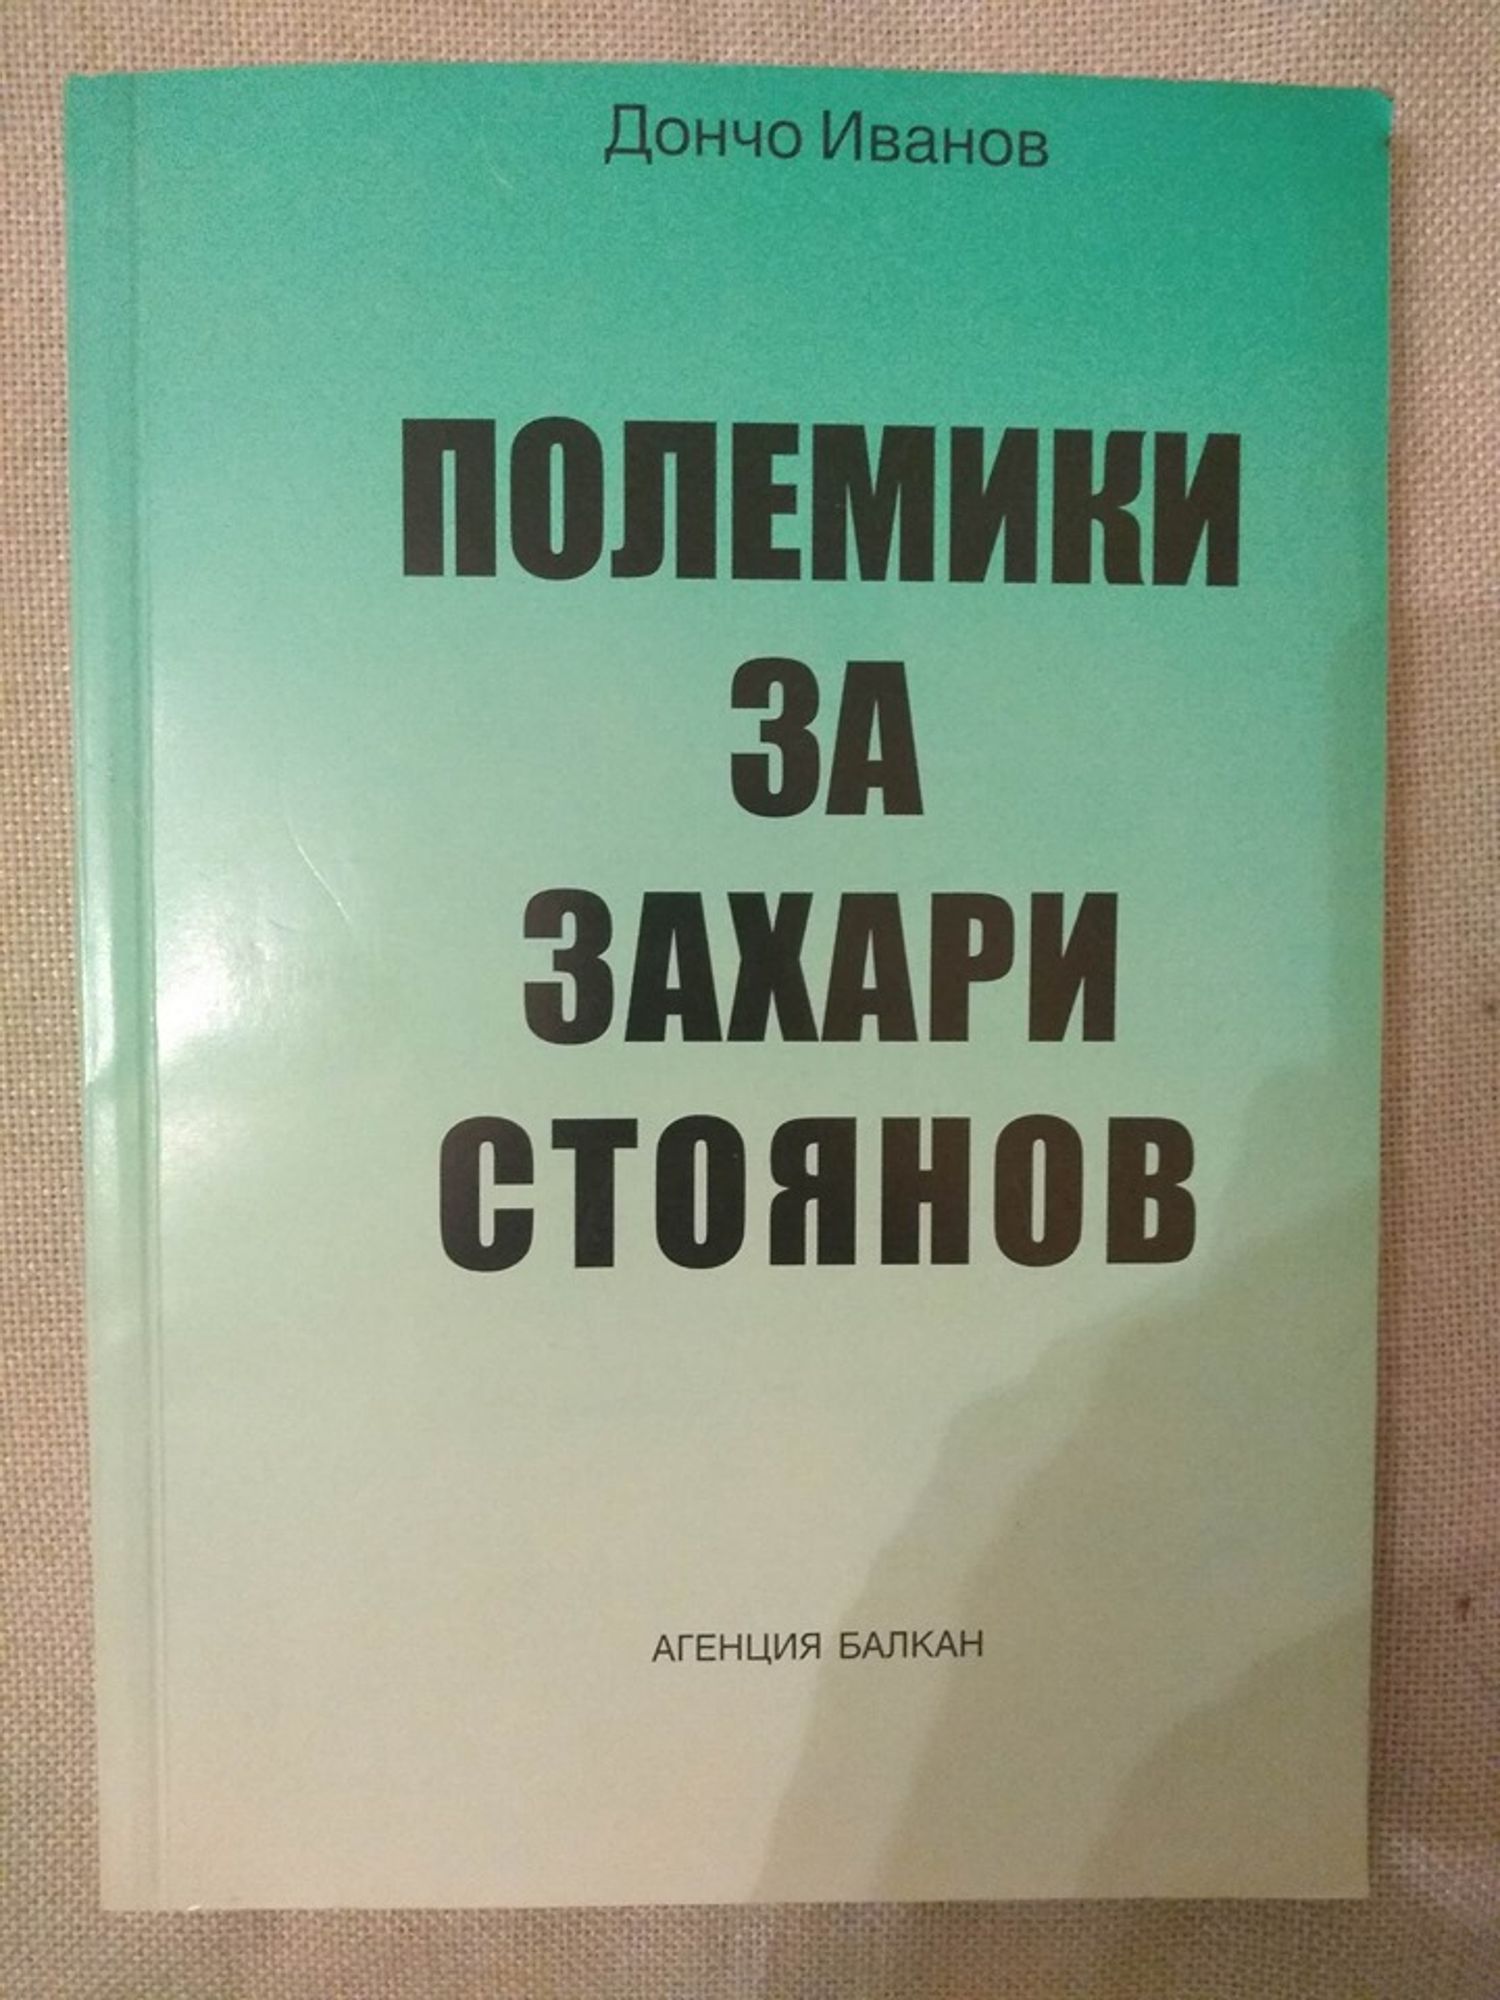 Дончо Иванов
ПОЛЕМИКИ
ЗА
ЗАХАРИ
СТОЯНОВ
АГЕНЦИЯ БАЛКАН